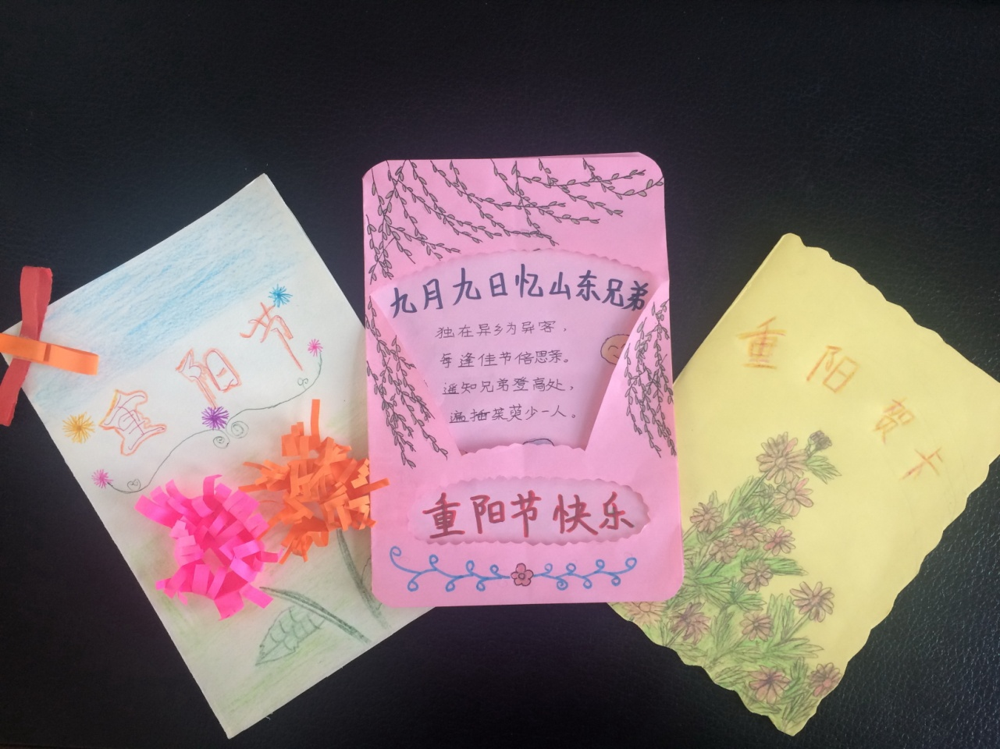 重阳节
九月九日忆山东兄弟
独在异乡为异客，
每逢佳节倍思亲。
遥知兄弟登高处，
遍插茱萸少一人。
重阳节快乐
重阳贺卡